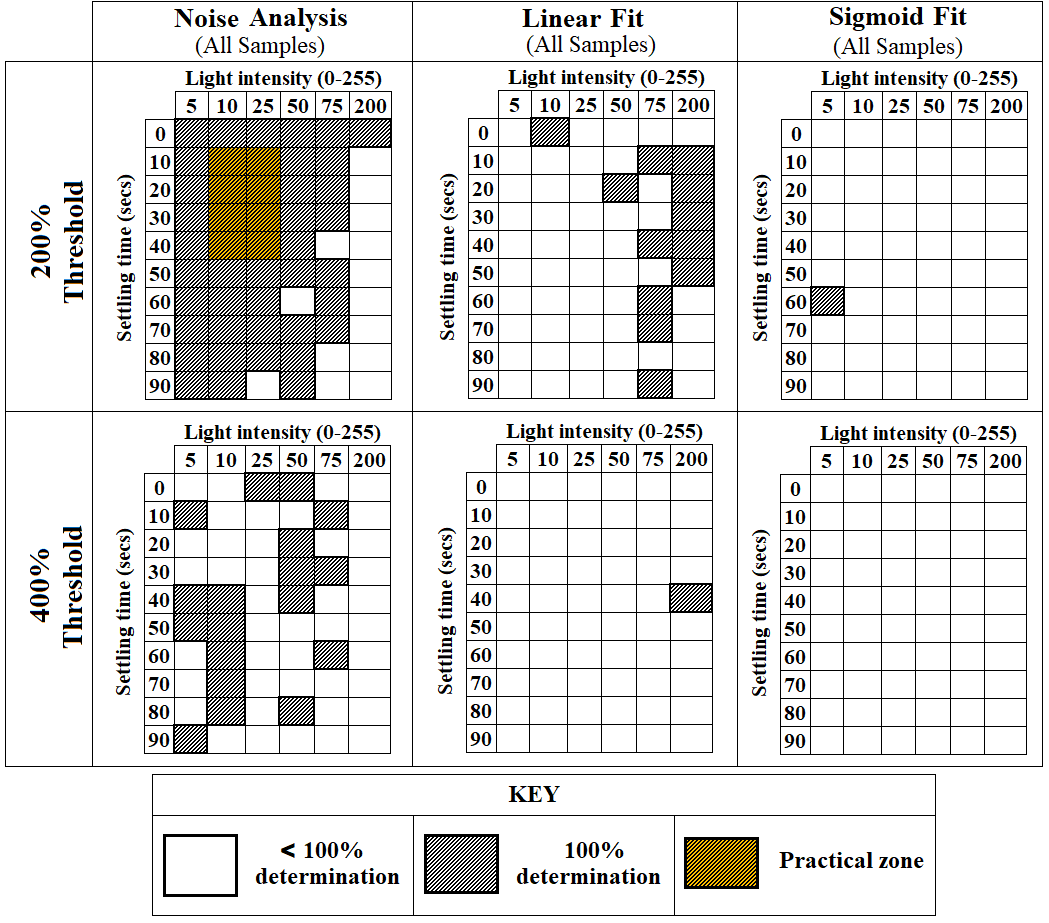 Noise Analysis
(All Samples)
Linear Fit
(All Samples)
Sigmoid Fit
(All Samples)
200%
Threshold
Light intensity (0-255)
5 10 25 50 75 200
Settling time (secs)
0
10
20
30
40
50
60
70
80
90
Light intensity (0-255)
5 10 25 50 75 200
Settling time (secs)
0
10
20
30
40
50
60
70
80
90
Light intensity (0-255)
5 10 25 50 75 200
Settling time (secs)
0
10
20
30
40
50
60
70
80
90
400%
Threshold
Light intensity (0-255)
5 10 25 50 75 200
Settling time (secs)
0
10
20
30
40
50
60
70
80
90
Light intensity (0-255)
5 10 25 50 75 200
Settling time (secs)
0
10
20
30
40
50
60
70
80
90
Light intensity (0-255)
5 10 25 50 75 200
Settling time (secs)
0
10
20
30
40
50
60
70
80
90
KEY
< 100%
determination
100%
determination
Practical zone